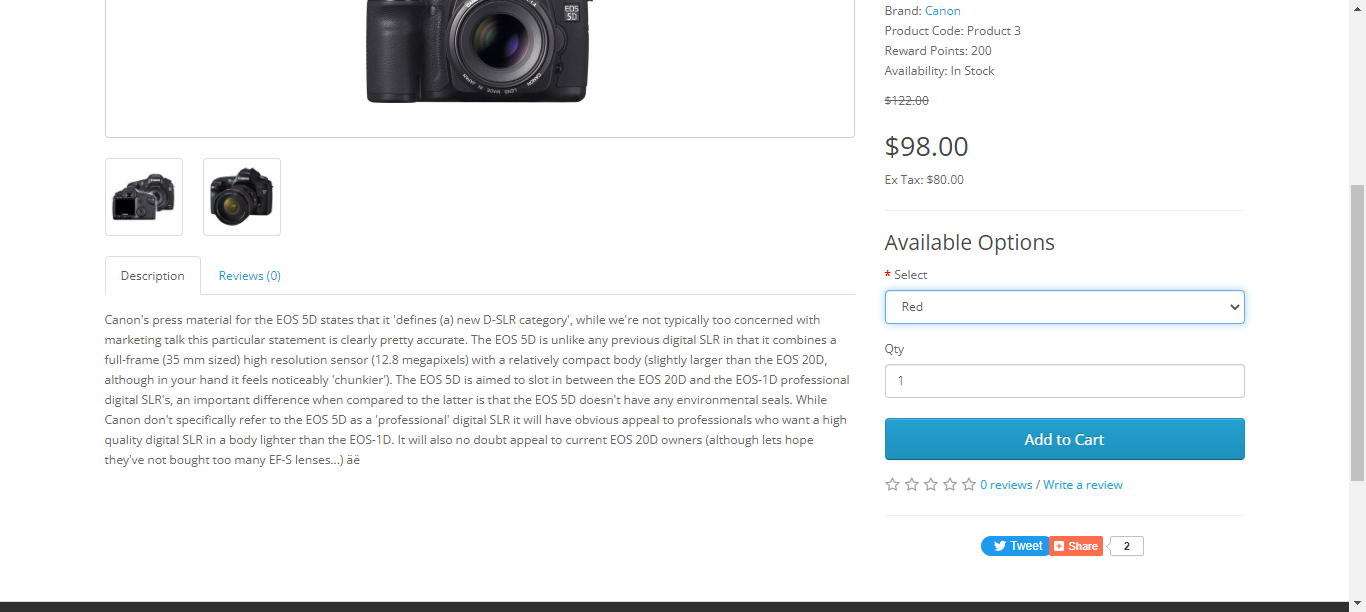 EOS
5D
CANON LENS MADE IN JAPAN
Brand: Canon
Product Code: Product 3
Reward Points: 200
Availability: In Stock
$122.00
$98.00
Ex Tax: $80.00
Available Options
* Select
Red
Qty
1
Add to Cart
0 reviews / Write a review
Tweet
Share
2
Description
Reviews (0)
Canon's press material for the EOS 5D states that it 'defines (a) new D-SLR category', while we're not typically too concerned with
marketing talk this particular statement is clearly pretty accurate. The EOS 5D is unlike any previous digital SLR in that it combines a
full-frame (35 mm sized) high resolution sensor (12.8 megapixels) with a relatively compact body (slightly larger than the EOS 20D,
although in your hand it feels noticeably 'chunkier'). The EOS 5D is aimed to slot in between the EOS 20D and the EOS-1D professional
digital SLR's, an important difference when compared to the latter is that the EOS 5D doesn't have any environmental seals. While
Canon don't specifically refer to the EOS 5D as a 'professional' digital SLR it will have obvious appeal to professionals who want a high
quality digital SLR in a body lighter than the EOS-1D. It will also no doubt appeal to current EOS 20D owners (although lets hope
they've not bought too many EF-S lenses...) äë